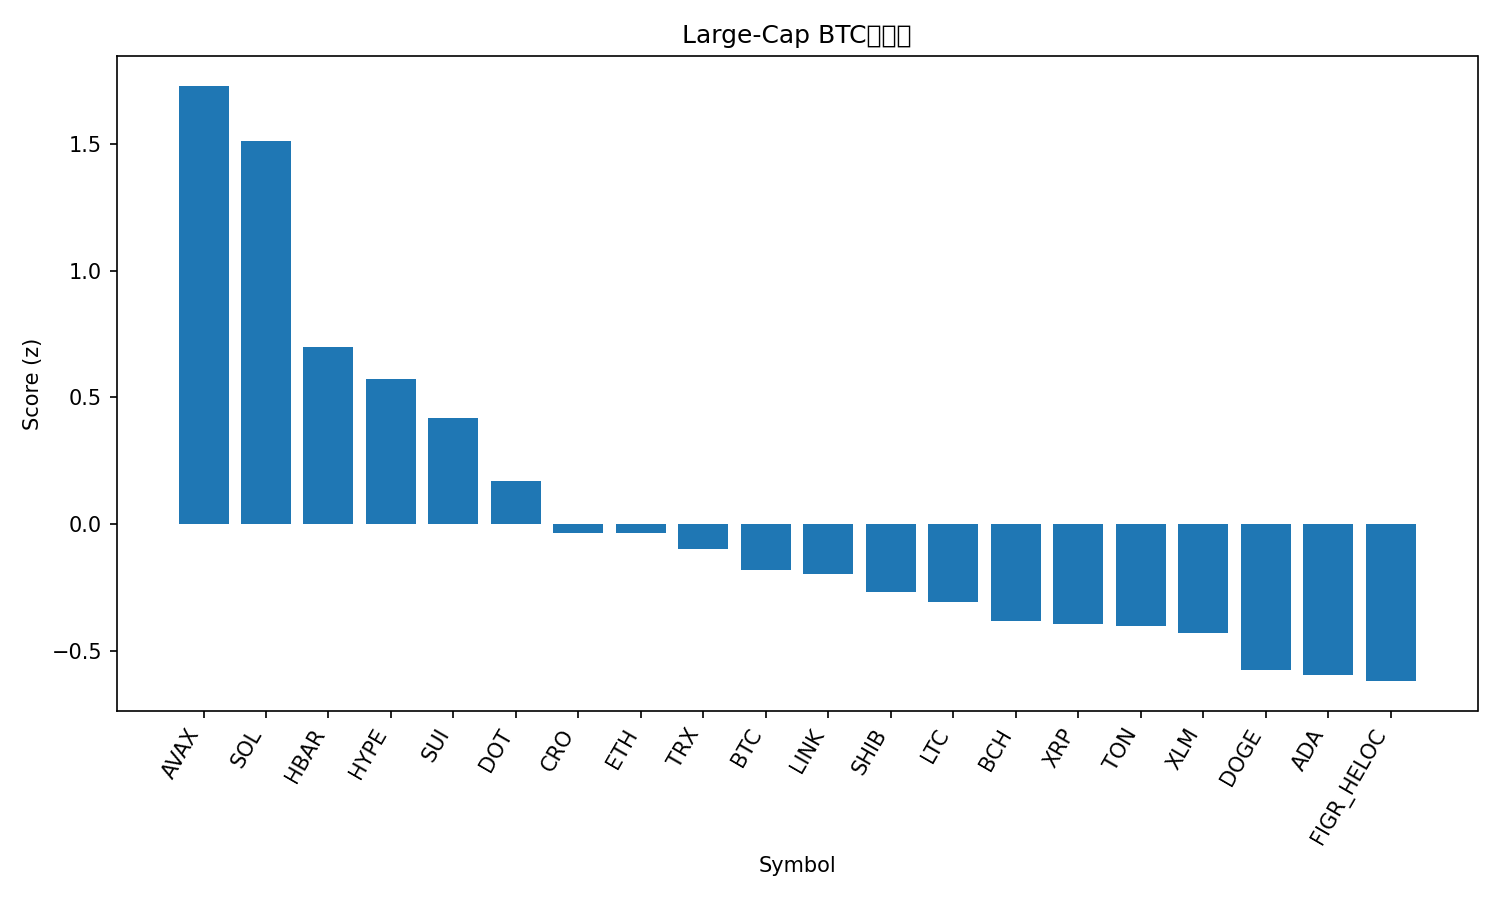 Large-Cap BTC
1.5
1.0
0.5
0.0
−0.5
Score (z)
AVAX
SOL
HBAR
HYPE
SUI
DOT
CRO
ETH
TRX
BTC
LINK
SHIB
LTC
BCH
XRP
TON
XLM
DOGE
ADA
FIGR_HELOC
Symbol